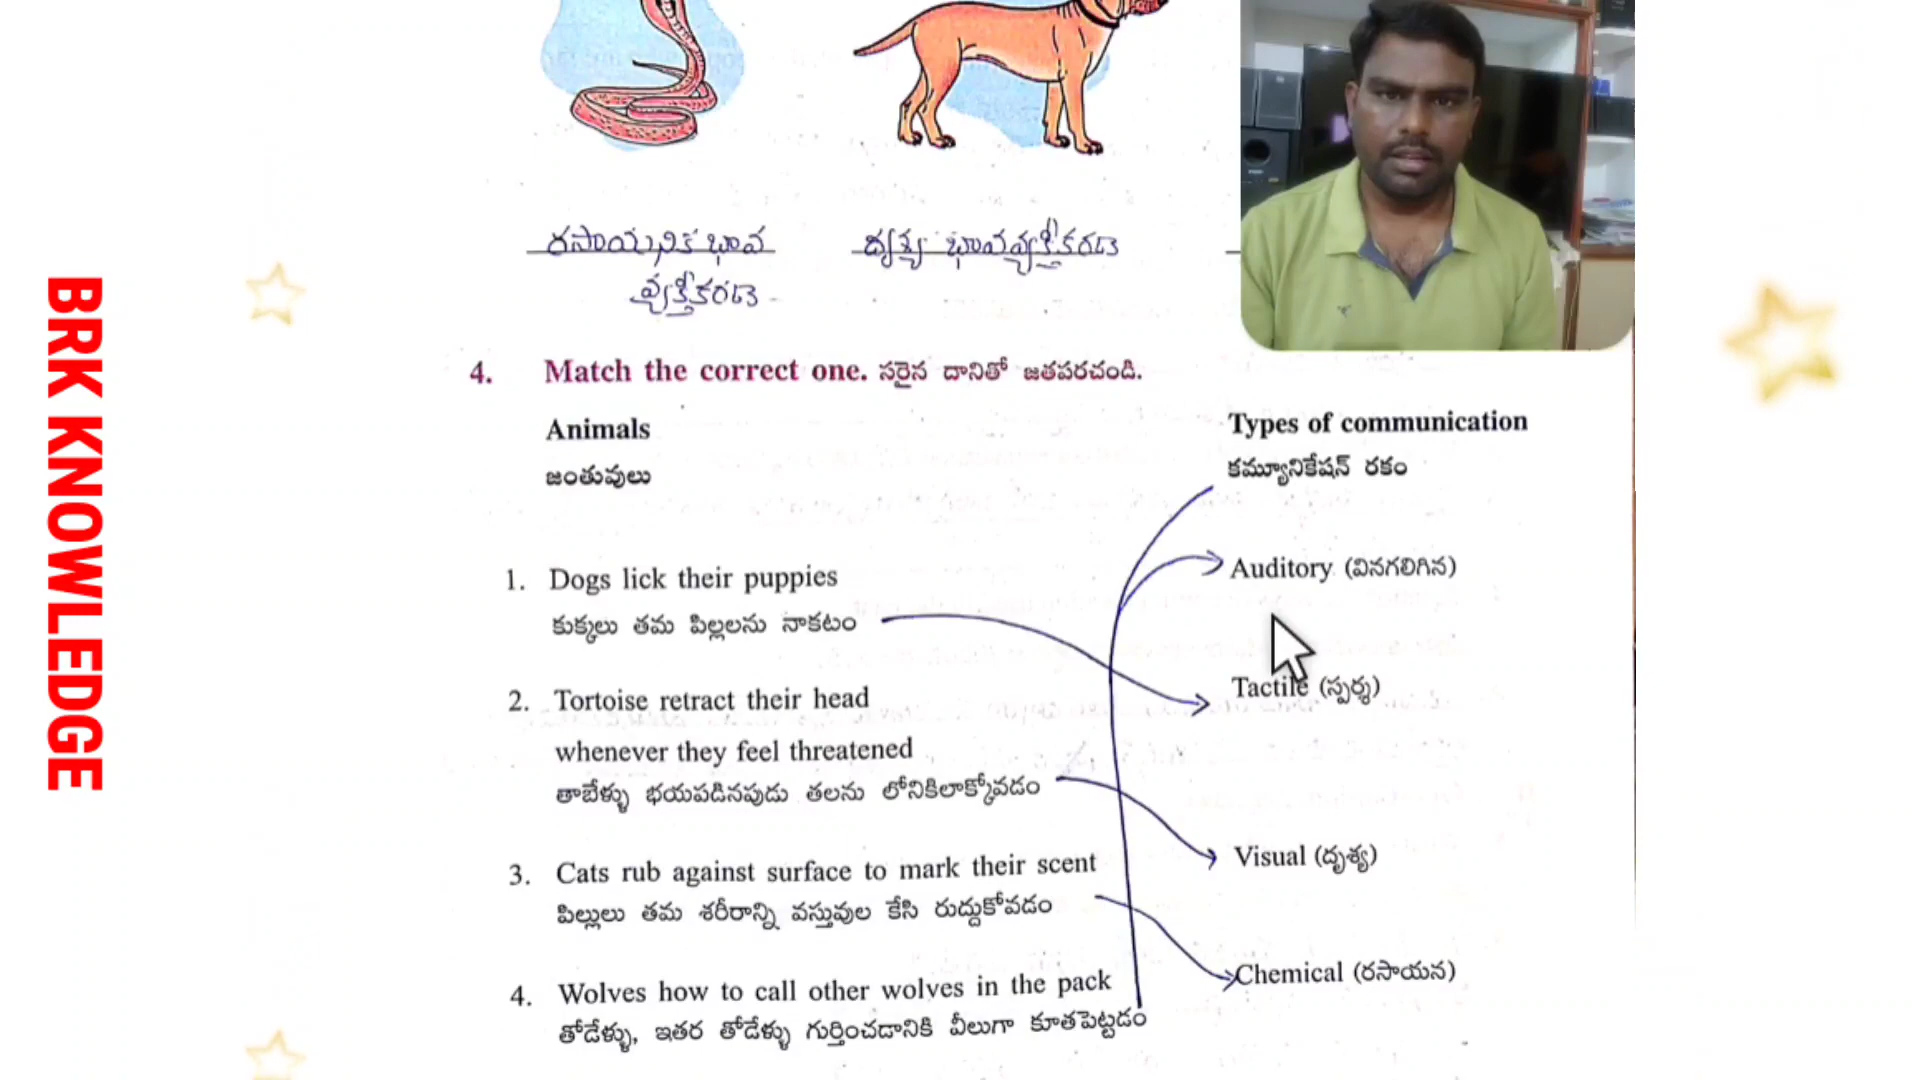 BRK KNOWLEDGE
రసాయనిక భావ
వ్యక్తీకరణ
దృశ్య భావవ్యక్తీకరణ
4. Match the correct one. సరైన దానితో జతపరచండి.
Animals
జంతువులు
Types of communication
కమ్యూనికేషన్ రకం
1. Dogs lick their puppies
కుక్కలు తమ పిల్లలను నాకటం
Auditory (వినగలిగిన)
2. Tortoise retract their head
whenever they feel threatened
తాబేళ్ళు భయపడినపుడు తలను లోనికిలాక్కోవడం
Tactile (స్పర్శ)
3. Cats rub against surface to mark their scent
పిల్లులు తమ శరీరాన్ని వస్తువుల కేసి రుద్దుకోవడం
Visual (దృశ్య)
4. Wolves how to call other wolves in the pack
తోడేళ్ళు, ఇతర తోడేళ్ళు గుర్తించడానికి వీలుగా కూతపెట్టడం
Chemical (రసాయన)